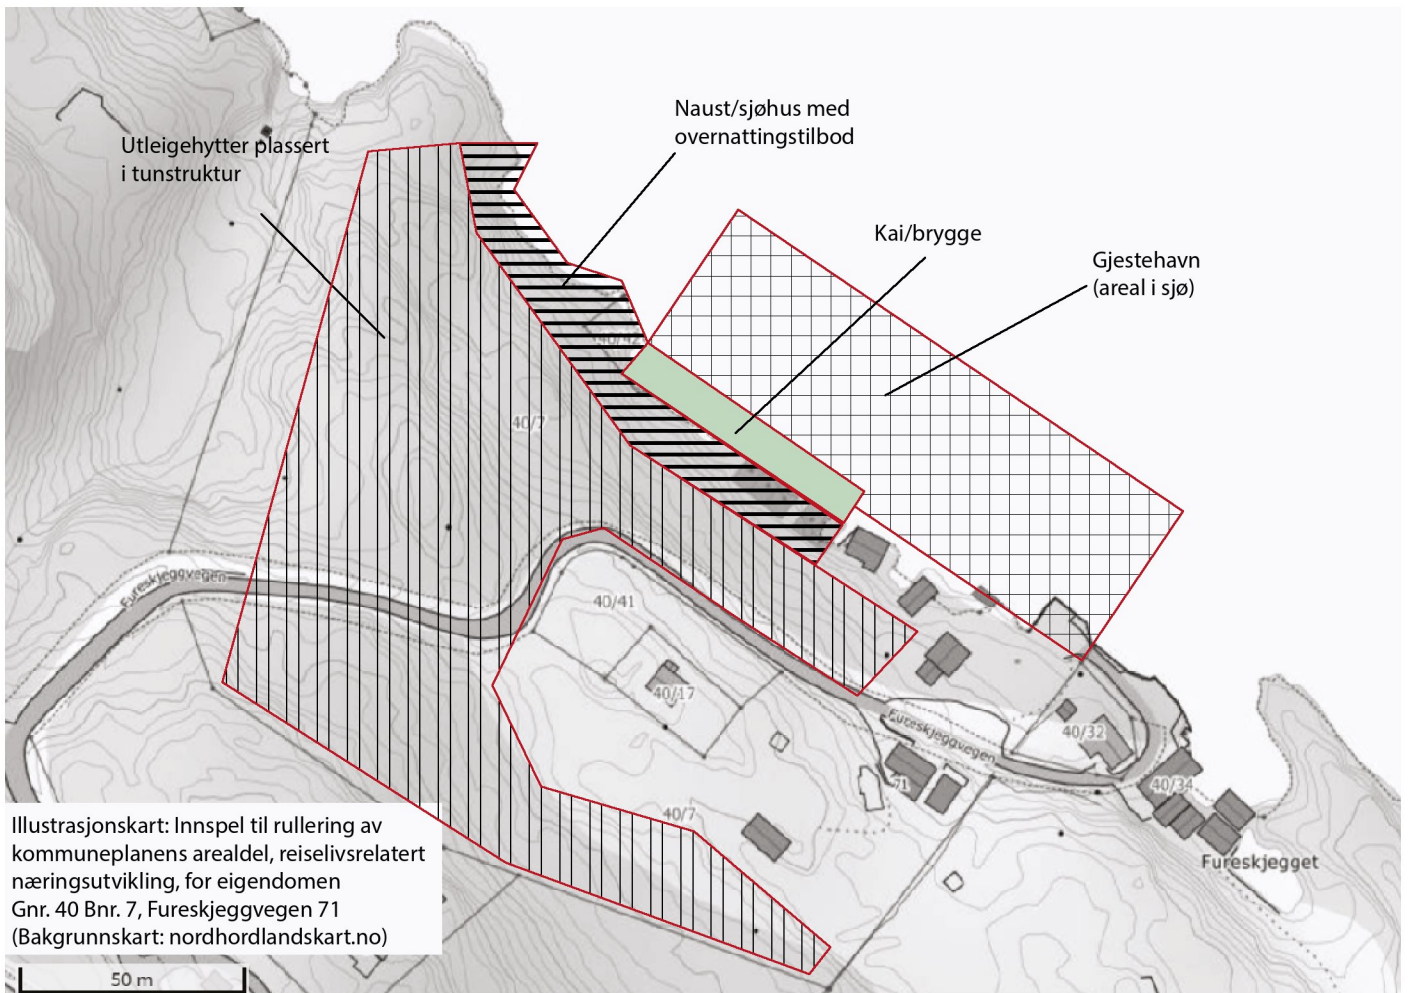 Naust/sjøhus med
overnattingstilbod
Utleigehytter plassert
i tunstruktur
Kai/brygge
Gjestehavn
(areal i sjø)
40/42
40/7
Fureskjeggvegen
40/41
40/17
Fureskjeggvegen
40/32
71
40/34
40/7
Fureskjegget
Illustrasjonskart: Innspel til rullering av
kommuneplanens arealdel, reiselivsrelatert
næringsutvikling, for eigendomen
Gnr. 40 Bnr. 7, Fureskjeggvegen 71
(Bakgrunnskart: nordhordlandskart.no)
50 m